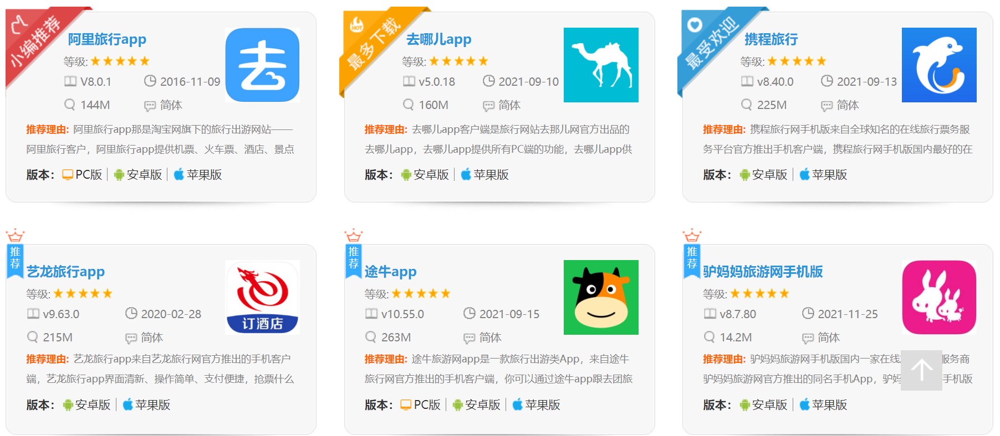 小编推荐
阿里旅行app
等级:
V8.0.1 2016-11-09
144M 简体
推荐理由: 阿里旅行app那是淘宝网旗下的旅行出游网站——
阿里旅行客户，阿里旅行app提供机票、火车票、酒店、景点
版本： PC版 安卓版 苹果版
HOT
最多下载
去哪儿app
等级:
v5.0.18 2021-09-10
160M 简体
推荐理由: 去哪儿app客户端是旅行网站去那儿网官方出品的
去哪儿app，去哪儿app提供所有PC端的功能，去哪儿app供
版本： 安卓版 苹果版
最受欢迎
携程旅行
等级:
v8.40.0 2021-09-13
225M 简体
推荐理由: 携程旅行网手机版来自全球知名的在线旅行票务服
务平台官方推出手机客户端，携程旅行网手机版国内最好的在
版本： 安卓版 苹果版
去
推荐
艺龙旅行app
等级:
v9.63.0 2020-02-28
215M 简体
订酒店
推荐理由: 艺龙旅行app来自艺龙旅行网官方推出的手机客户
端，艺龙旅行app界面清新、操作简单、支付便捷，抢票什么
版本： 安卓版 苹果版
推荐
途牛app
等级:
v10.55.0 2021-09-15
263M 简体
推荐理由: 途牛旅游网app是一款旅行出游类App，来自途牛
旅行网官方推出的手机客户端，你可以通过途牛app跟去团旅
版本： PC版 安卓版 苹果版
推荐
驴妈妈旅游网手机版
等级:
v8.7.80 2021-11-25
14.2M 简体
推荐理由: 驴妈妈旅游网手机版国内一家在线 服务商
驴妈妈旅游网官方推出的同名手机App，驴妈 手机版
版本： 安卓版 苹果版